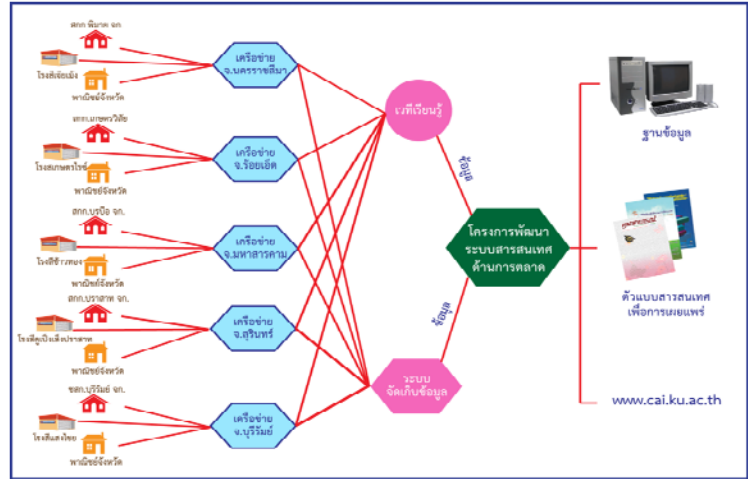 สกก.พิมาย จก.
โรงสีเจียเม้ง
พาณิชย์จังหวัด
เครือข่าย
จ.นครราชสีมา
สกก.เกษตรวิสัย
พาณิชย์จังหวัด
เครือข่าย
จ.ร้อยเอ็ด
สกก.บรบือ จก.
โรงสีข้าวทอง
พาณิชย์จังหวัด
เครือข่าย
จ.มหาสารคาม
สกก.ปราสาท จก.
พาณิชย์จังหวัด
เครือข่าย
จ.สุรินทร์
ชสก.บุรีรัมย์ จก.
โรงสีแสงไชย
พาณิชย์จังหวัด
เครือข่าย
จ.บุรีรัมย์
เวทีเรียนรู้
ระบบ
จัดเก็บข้อมูล
ข้อมูล
โครงการพัฒนา
ระบบสารสนเทศ
ด้านการตลาด
ฐานข้อมูล
ตัวแบบสารสนเทศ
เพื่อการเผยแพร่
www.cai.ku.ac.th